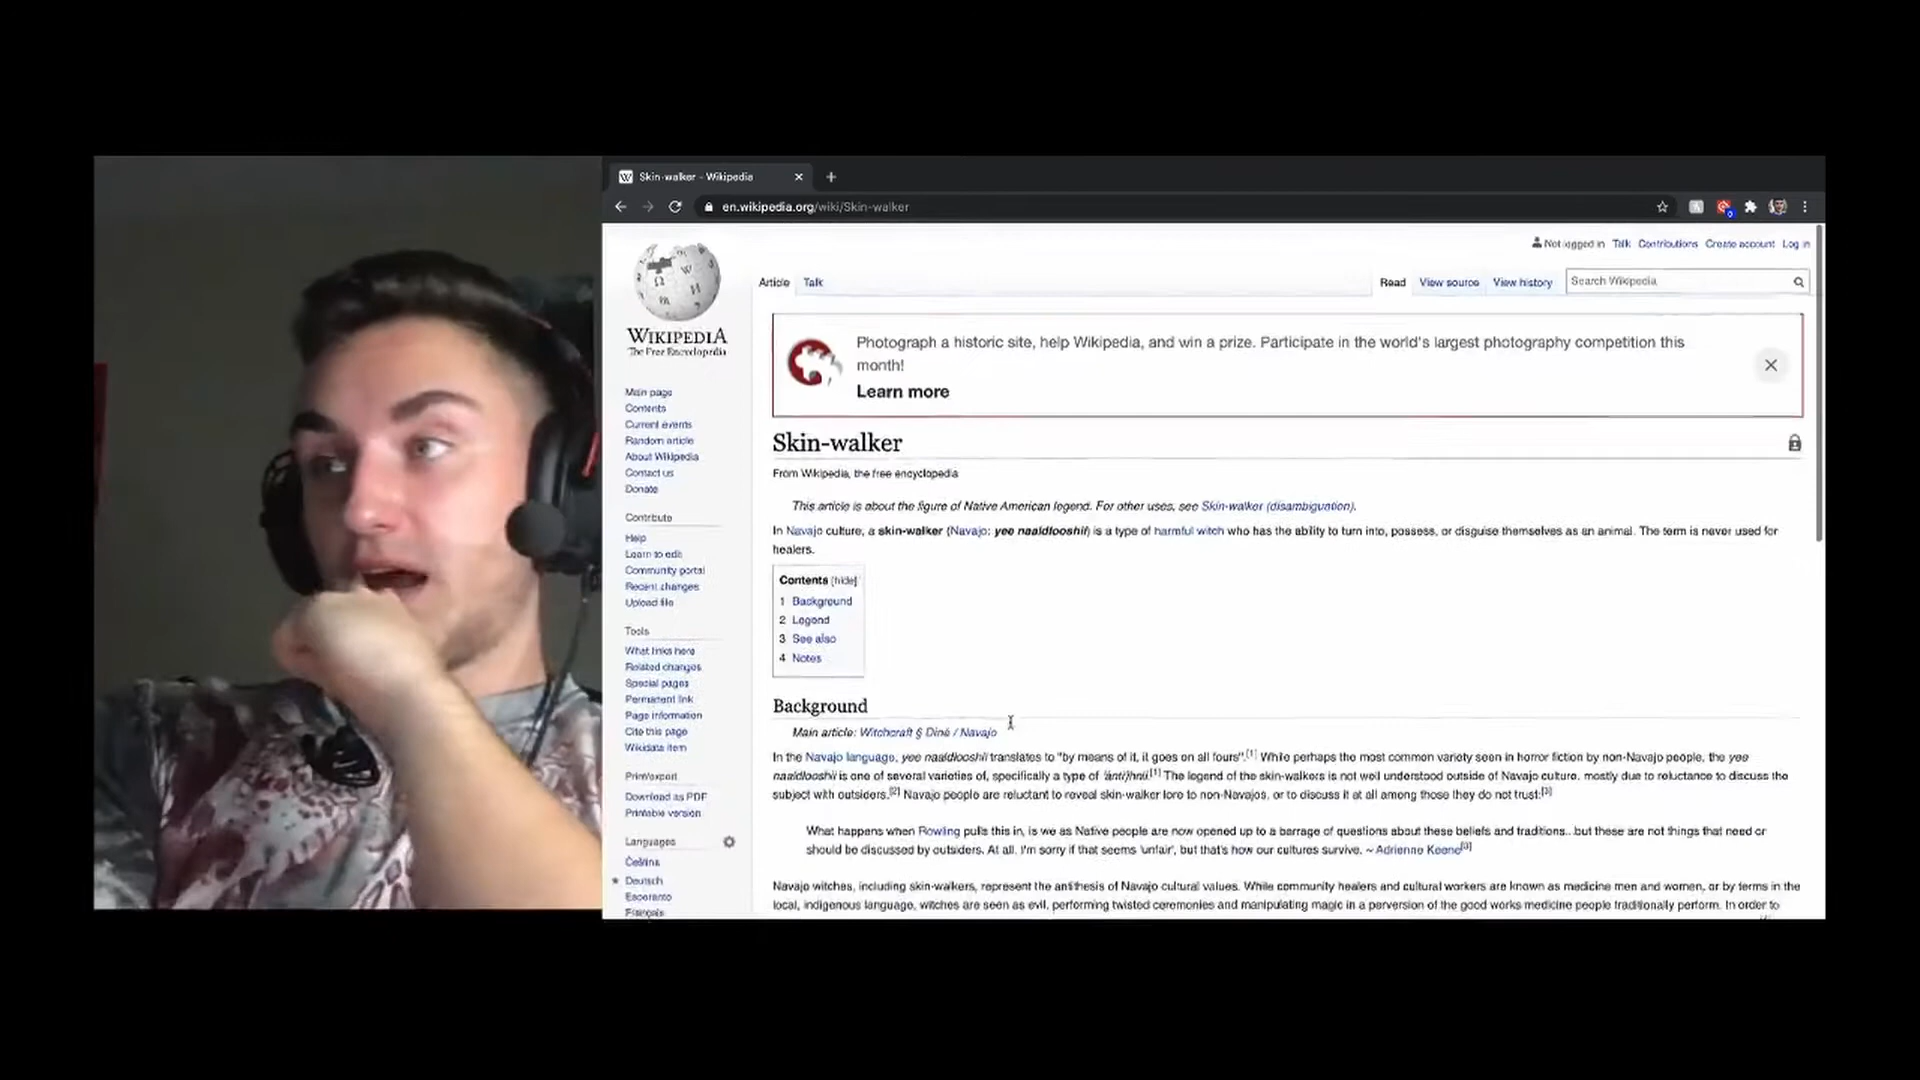 Skin-walker - Wikipedia
en.wikipedia.org/wiki/Skin-walker
Not logged in Talk Contributions Create account Log in
Article Talk Read View source View history Search Wikipedia
WIKIPEDIA
The Free Encyclopedia
Main page
Contents
Current events
Random article
About Wikipedia
Contact us
Donate
Contribute
Help
Learn to edit
Community portal
Recent changes
Upload file
Tools
What links here
Related changes
Special pages
Permanent link
Page information
Cite this page
Wikidata item
Print/export
Download as PDF
Printable version
Languages
Čeština
Deutsch
Esperanto
Français
Photograph a historic site, help Wikipedia, and win a prize. Participate in the world's largest photography competition this
month!
Learn more
Skin-walker
From Wikipedia, the free encyclopedia
This article is about the figure of Native American legend. For other uses, see Skin-walker (disambiguation).
In Navajo culture, a skin-walker (Navajo: yee naaldlooshii) is a type of harmful witch who has the ability to turn into, possess, or disguise themselves as an animal. The term is never used for
healers.
Contents [hide]
1 Background
2 Legend
3 See also
4 Notes
Background
Main article: Witchcraft § Diné / Navajo
In the Navajo language, yee naaldlooshii translates to "by means of it, it goes on all fours".[1] While perhaps the most common variety seen in horror fiction by non-Navajo people, the yee
naaldlooshii is one of several varieties of, specifically a type of 'ánti'įhnii.[1] The legend of the skin-walkers is not well understood outside of Navajo culture, mostly due to reluctance to discuss the
subject with outsiders.[2] Navajo people are reluctant to reveal skin-walker lore to non-Navajos, or to discuss it at all among those they do not trust:[3]
What happens when Rowling pulls this in, is we as Native people are now opened up to a barrage of questions about these beliefs and traditions...but these are not things that need or
should be discussed by outsiders. At all. I'm sorry if that seems 'unfair', but that's how our cultures survive. ~ Adrienne Keene[3]
Navajo witches, including skin-walkers, represent the antithesis of Navajo cultural values. While community healers and cultural workers are known as medicine men and women, or by terms in the
local, indigenous language, witches are seen as evil, performing twisted ceremonies and manipulating magic in a perversion of the good works medicine people traditionally perform. In order to